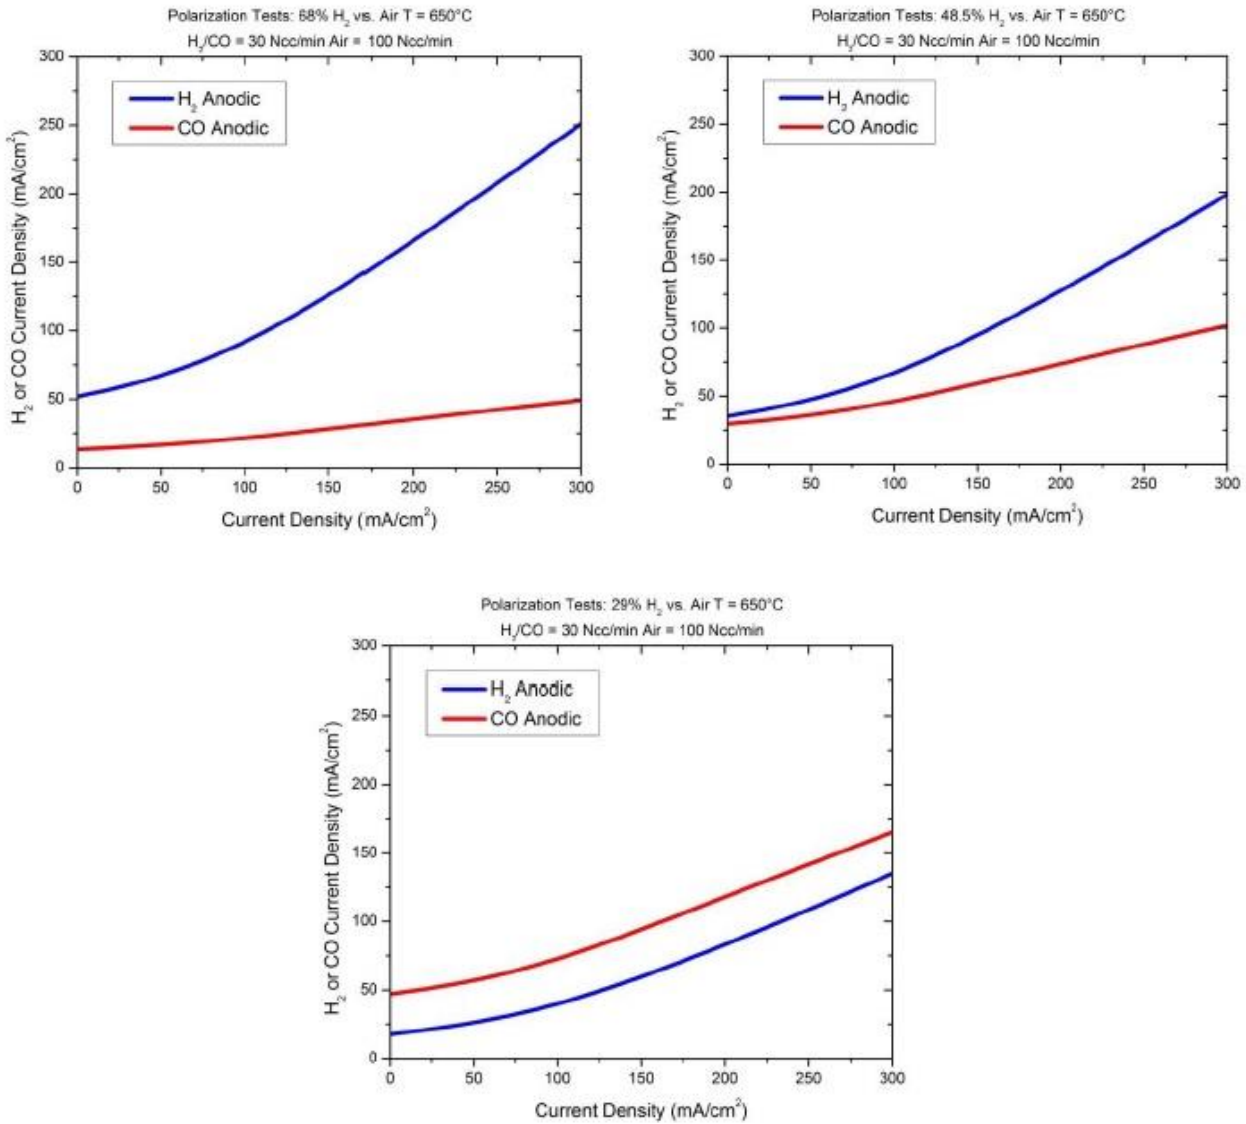 Polarization Tests: 68% H₂ vs. Air T = 650°C
H₂/CO = 30 Ncc/min Air = 100 Ncc/min
300
250
200
150
100
50
0
H₂ or CO Current Density (mA/cm²)
H₂ Anodic
CO Anodic
0 50 100 150 200 250 300
Current Density (mA/cm²)
Polarization Tests: 48.5% H₂ vs. Air T = 650°C
H₂/CO = 30 Ncc/min Air = 100 Ncc/min
300
250
200
150
100
50
0
H₂ or CO Current Density (mA/cm²)
H₂ Anodic
CO Anodic
0 50 100 150 200 250 300
Current Density (mA/cm²)
Polarization Tests: 29% H₂ vs. Air T = 650°C
H₂/CO = 30 Ncc/min Air = 100 Ncc/min
300
250
200
150
100
50
0
H₂ or CO Current Density (mA/cm²)
H₂ Anodic
CO Anodic
0 50 100 150 200 250 300
Current Density (mA/cm²)